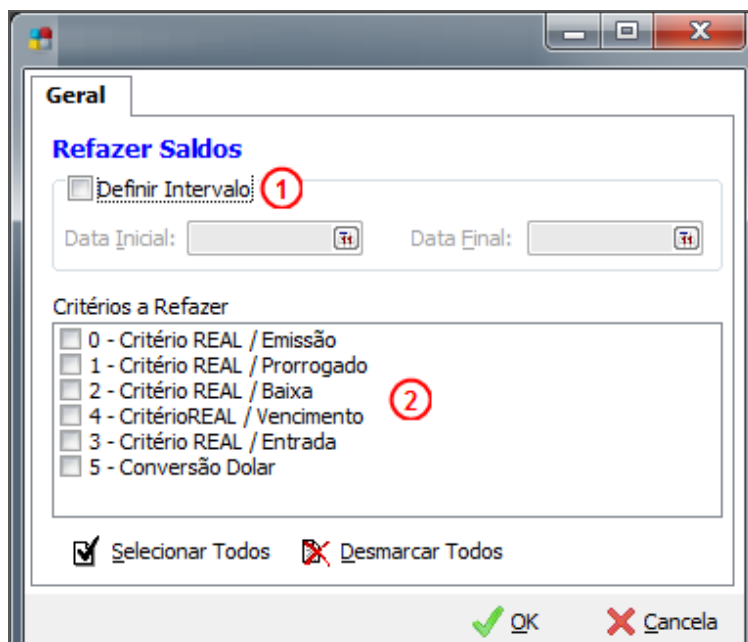 Geral
Refazer Saldos
Definir Intervalo 1
Data Inicial: Data Final:
Critérios a Refazer
0 - Critério REAL / Emissão
1 - Critério REAL / Prorrogado
2 - Critério REAL / Baixa
4 - CritérioREAL / Vencimento
3 - Critério REAL / Entrada
5 - Conversão Dolar
2
Selecionar Todos Desmarcar Todos
OK Cancela